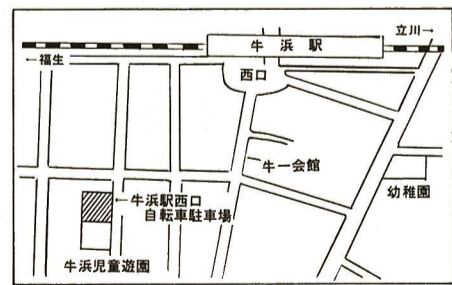 立川→
牛浜駅
←福生
西口
牛一会館
幼稚園
←牛浜駅西口
自転車駐車場
牛浜児童遊園